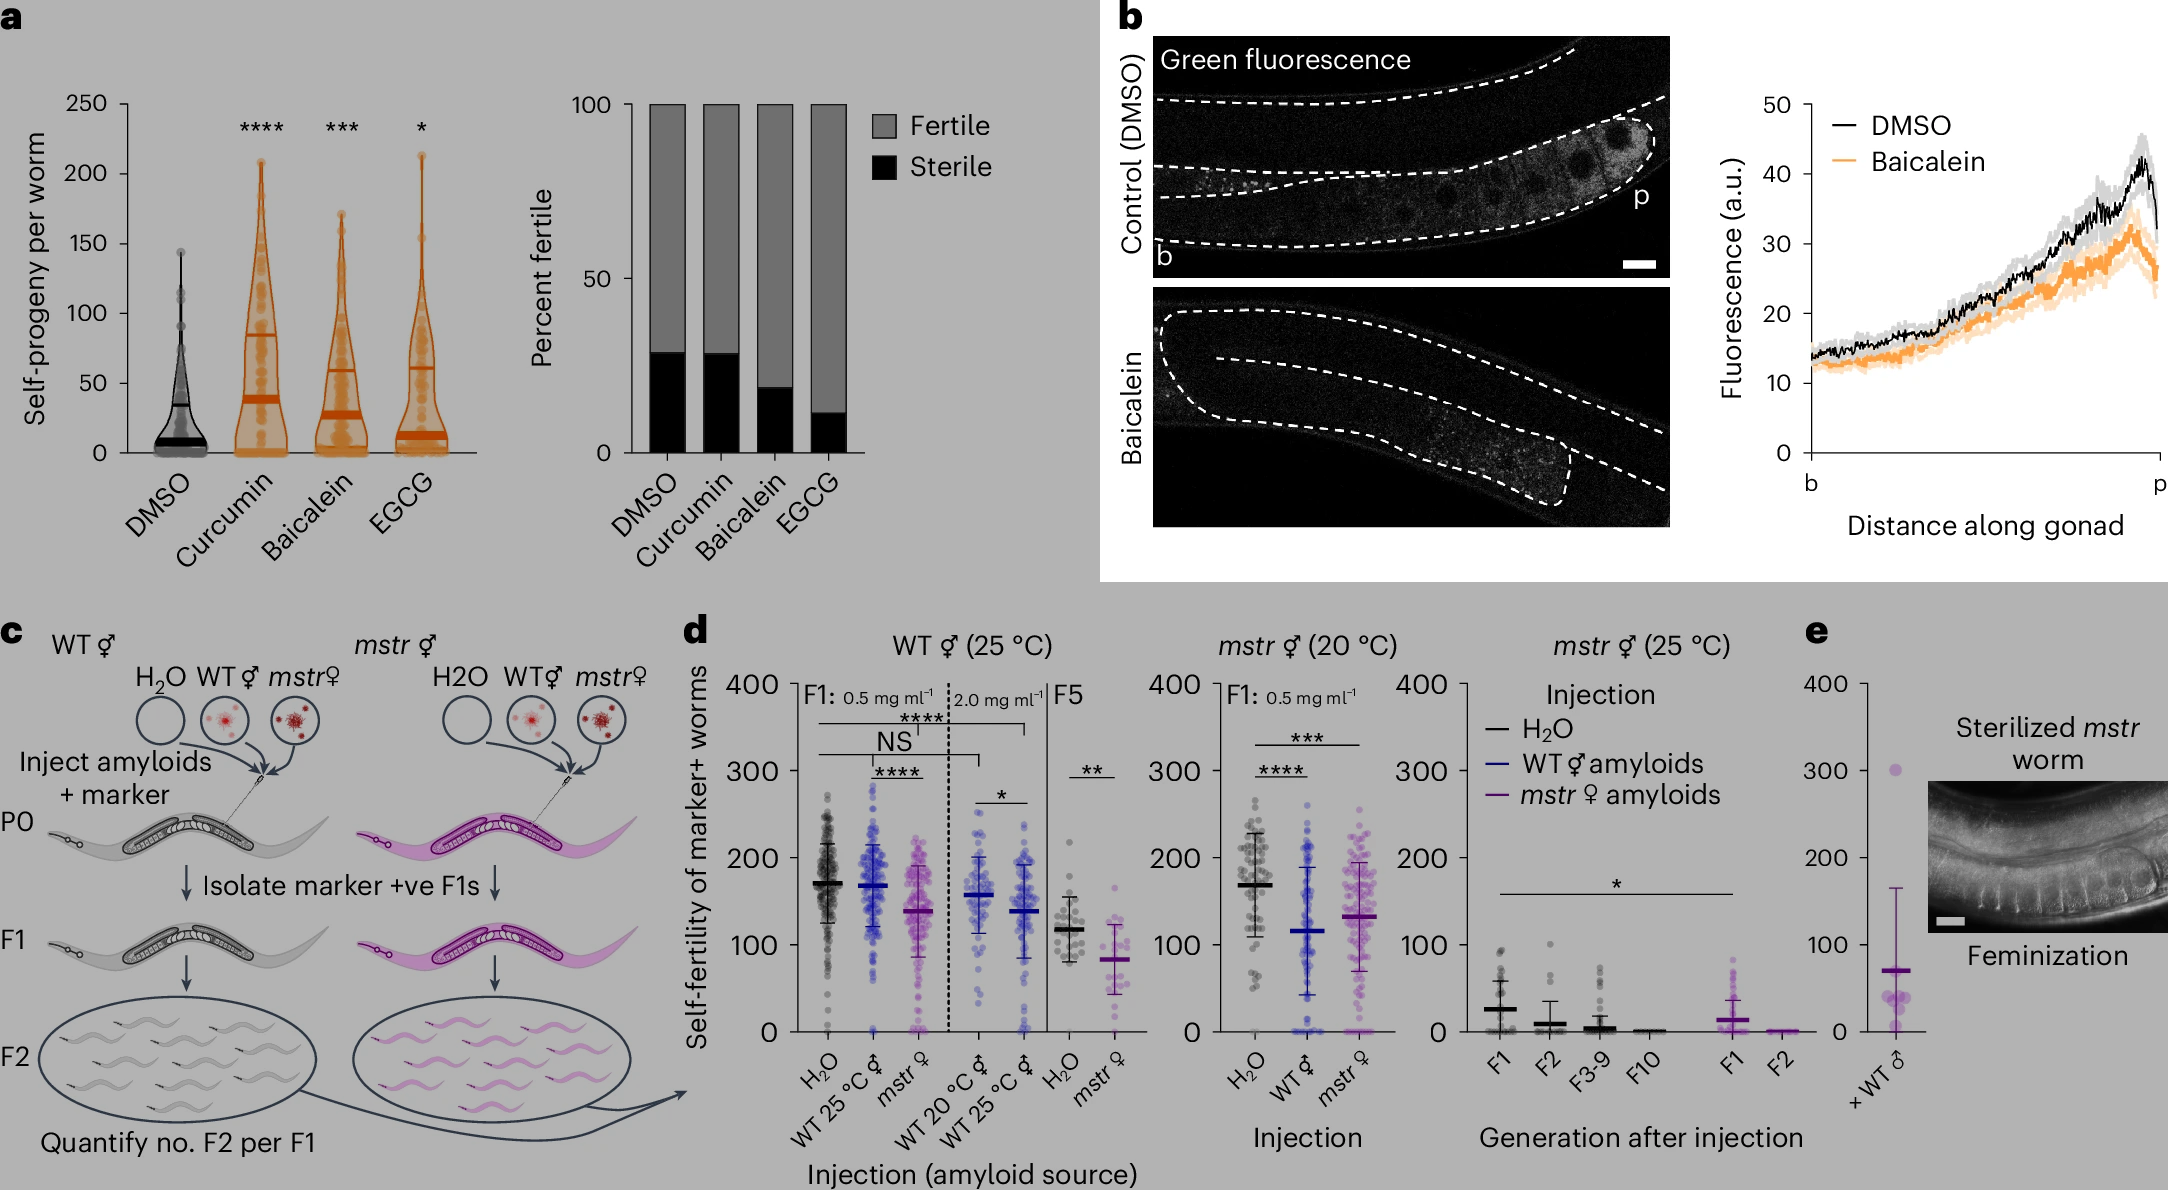 a
Self-progeny per worm
250
200
150
100
50
0
**** *** *
DMSO
Curcumin
Baicalein
EGCG
Percent fertile
100
50
0
Fertile
Sterile
DMSO
Curcumin
Baicalein
EGCG
b
Control (DMSO)
Green fluorescence
b
p
Baicalein
Fluorescence (a.u.)
50
40
30
20
10
0
DMSO
Baicalein
b p
Distance along gonad
c
WT ⚥
H₂O WT ⚥ mstr♀
mstr ⚥
H2O WT⚥ mstr♀
Inject amyloids
+ marker
P0
Isolate marker +ve F1s
F1
F2
Quantify no. F2 per F1
d
Self-fertility of marker+ worms
WT ⚥ (25 °C)
400
300
200
100
0
F1: 0.5 mg ml⁻¹
2.0 mg ml⁻¹
F5
****
NS
****
*
**
H₂O
WT 25 °C ⚥
mstr ♀
WT 20 °C ⚥
WT 25 °C ⚥
H₂O
mstr ♀
Injection (amyloid source)
mstr ⚥ (20 °C)
400
300
200
100
0
F1: 0.5 mg ml⁻¹
***
****
H₂O
WT ⚥
mstr ♀
Injection
mstr ⚥ (25 °C)
400
300
200
100
0
Injection
H₂O
WT ⚥ amyloids
mstr ♀ amyloids
*
F1
F2
F3-9
F10
F1
F2
Generation after injection
e
400
300
200
100
0
× WT ♂
Sterilized mstr
worm
Feminization